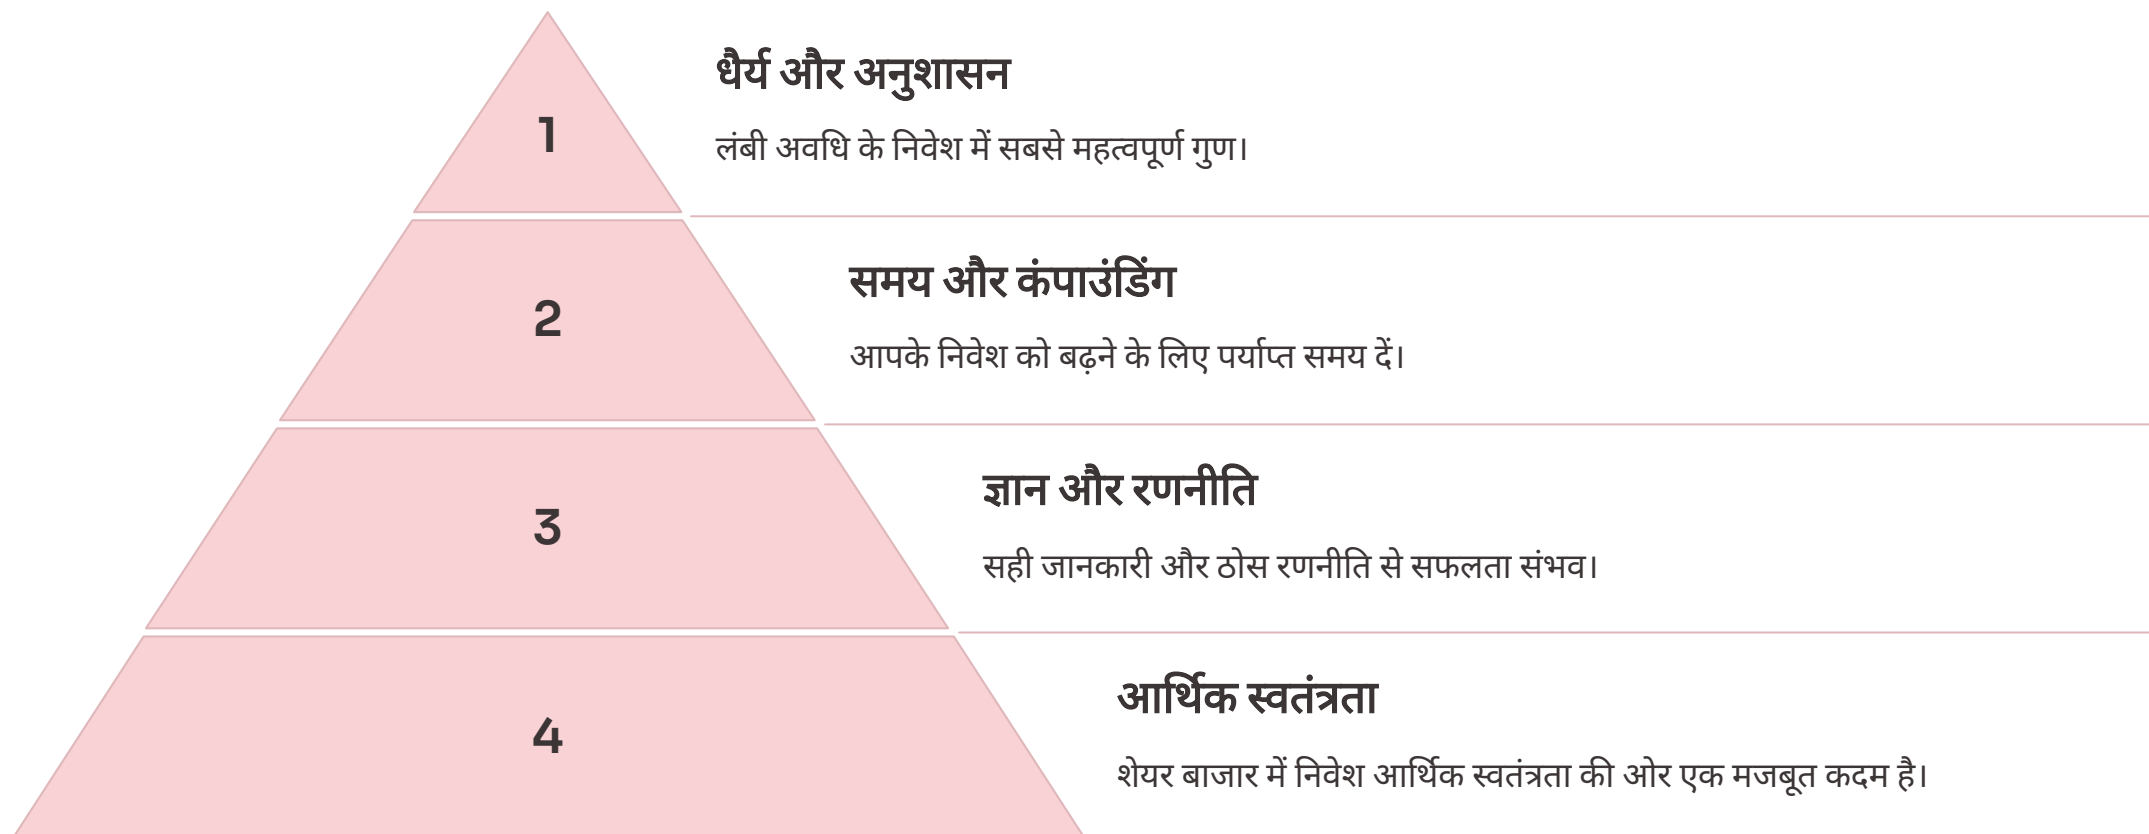 1
धैर्य और अनुशासन
लंबी अवधि के निवेश में सबसे महत्वपूर्ण गुण।
2
समय और कंपाउंडिंग
आपके निवेश को बढ़ने के लिए पर्याप्त समय दें।
3
ज्ञान और रणनीति
सही जानकारी और ठोस रणनीति से सफलता संभव।
4
आर्थिक स्वतंत्रता
शेयर बाजार में निवेश आर्थिक स्वतंत्रता की ओर एक मजबूत कदम है।